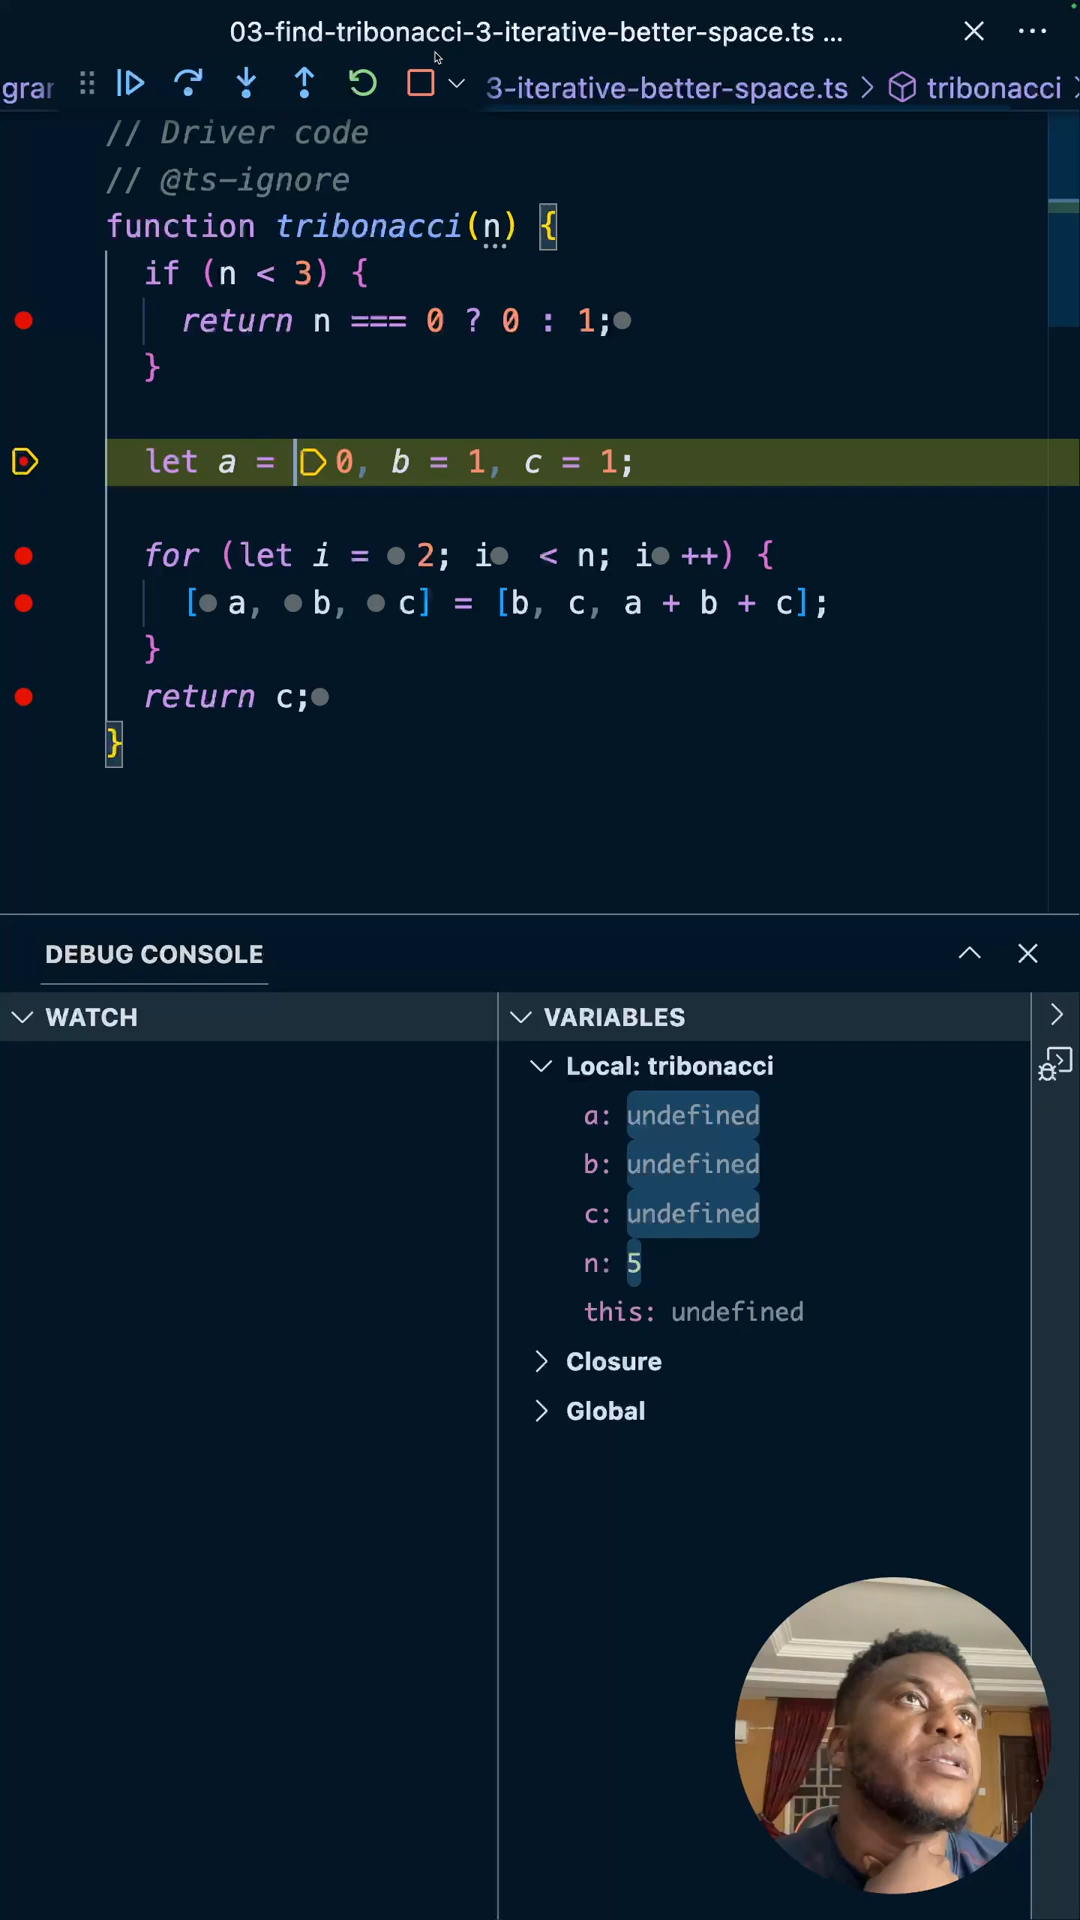 03-find-tribonacci-3-iterative-better-space.ts ...
grar
3-iterative-better-space.ts > tribonacci
// Driver code
// @ts-ignore
function tribonacci(n) {
if (n < 3) {
return n === 0 ? 0 : 1;
}
let a = 0, b = 1, c = 1;
for (let i = 2; i < n; i++) {
[a, b, c] = [b, c, a + b + c];
}
return c;
}
DEBUG CONSOLE
WATCH
VARIABLES
Local: tribonacci
a: undefined
b: undefined
c: undefined
n: 5
this: undefined
Closure
Global